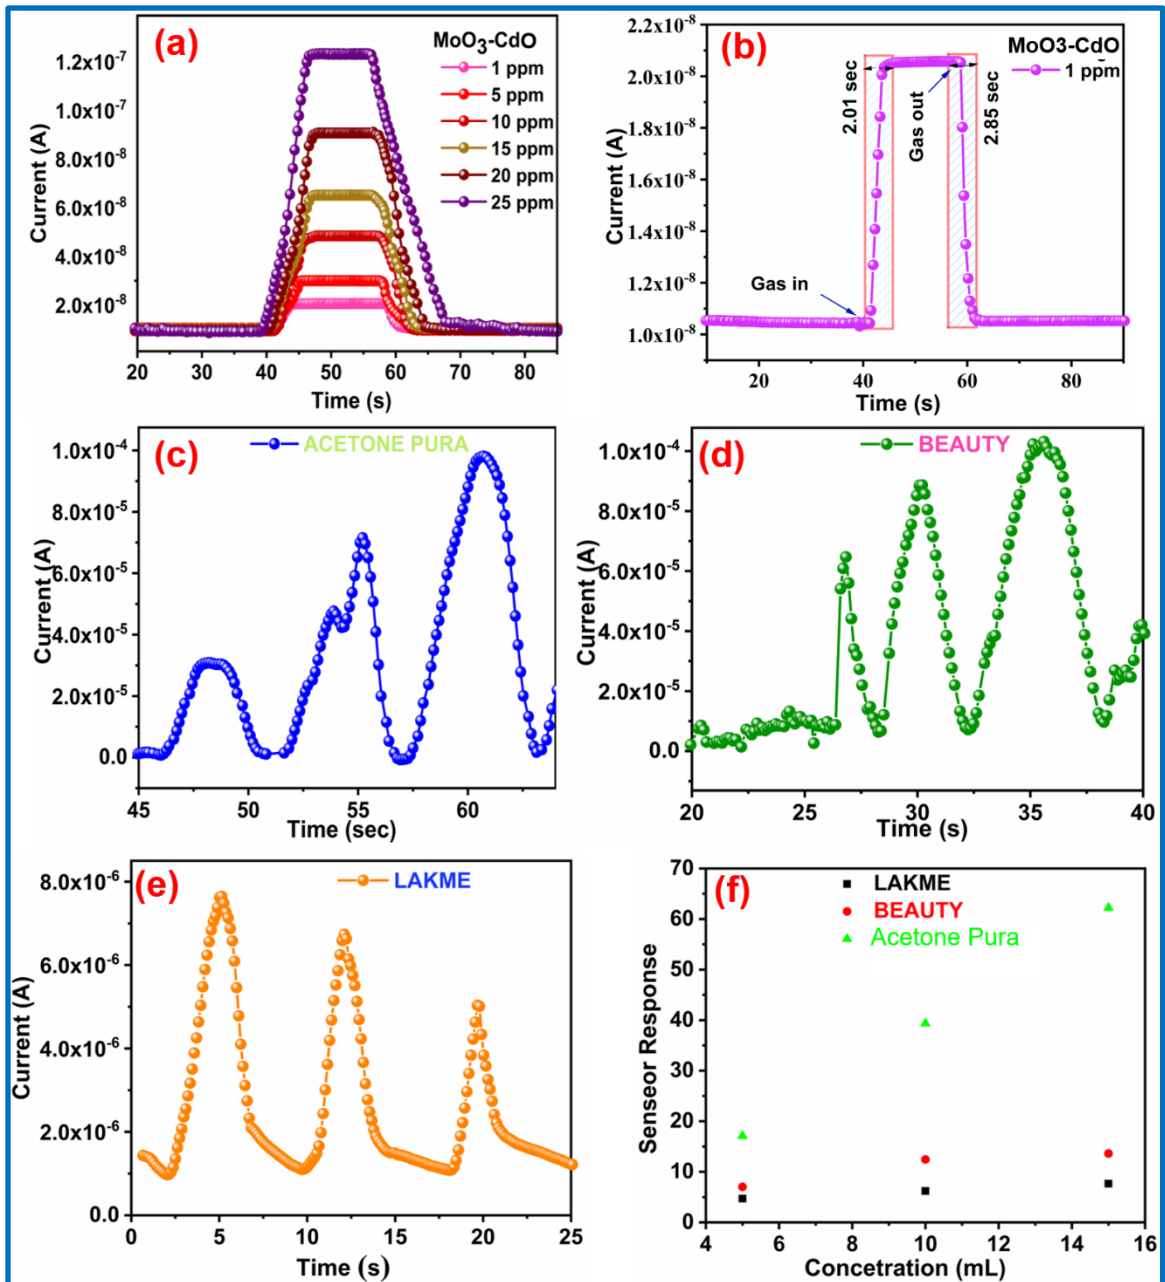 (a)
MoO3-CdO
1 ppm
5 ppm
10 ppm
15 ppm
20 ppm
25 ppm
1.2x10-7
1.0x10-7
8.0x10-8
6.0x10-8
4.0x10-8
2.0x10-8
Current (A)
20 30 40 50 60 70 80
Time (s)
(b)
MoO3-CdO
1 ppm
2.01 sec
Gas out
2.85 sec
Gas in
2.2x10-8
2.0x10-8
1.8x10-8
1.6x10-8
1.4x10-8
1.2x10-8
1.0x10-8
Current (A)
20 40 60 80
Time (s)
(c)
ACETONE PURA
1.0x10-4
8.0x10-5
6.0x10-5
4.0x10-5
2.0x10-5
0.0
Current (A)
45 50 55 60
Time (sec)
(d)
BEAUTY
1.0x10-4
8.0x10-5
6.0x10-5
4.0x10-5
2.0x10-5
0.0
Current (A)
20 25 30 35 40
Time (s)
(e)
LAKME
8.0x10-6
6.0x10-6
4.0x10-6
2.0x10-6
0.0
Current (A)
0 5 10 15 20 25
Time (s)
(f)
LAKME
BEAUTY
Acetone Pura
70
60
50
40
30
20
10
0
Senseor Response
4 6 8 10 12 14 16
Concetration (mL)